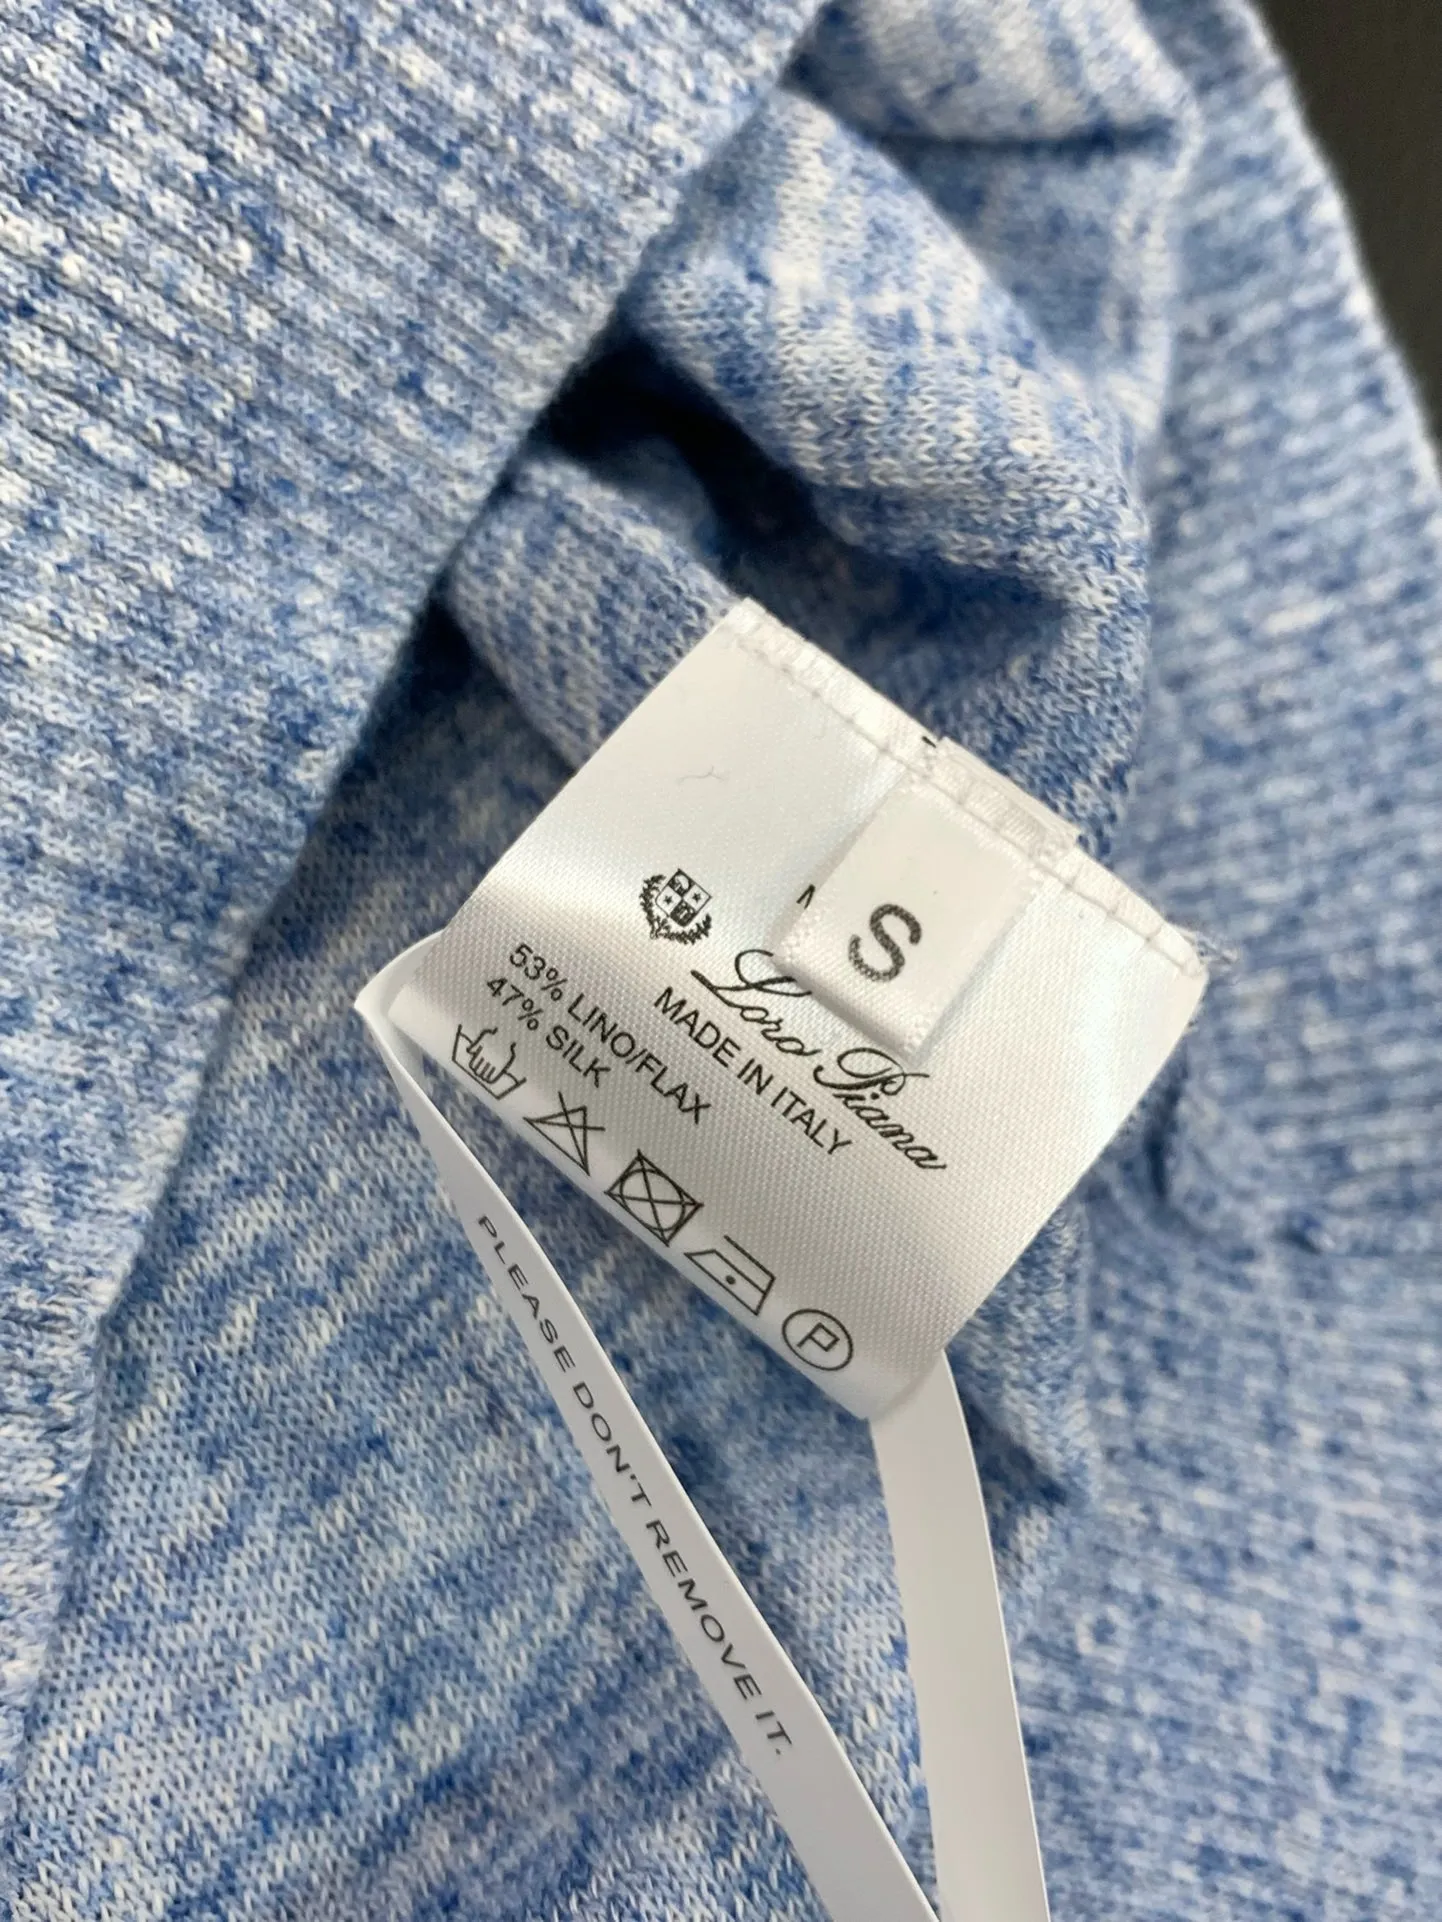 S
Loro Piana
MADE IN ITALY
53% LINO/FLAX
47% SILK
P
PLEASE DON'T REMOVE IT.